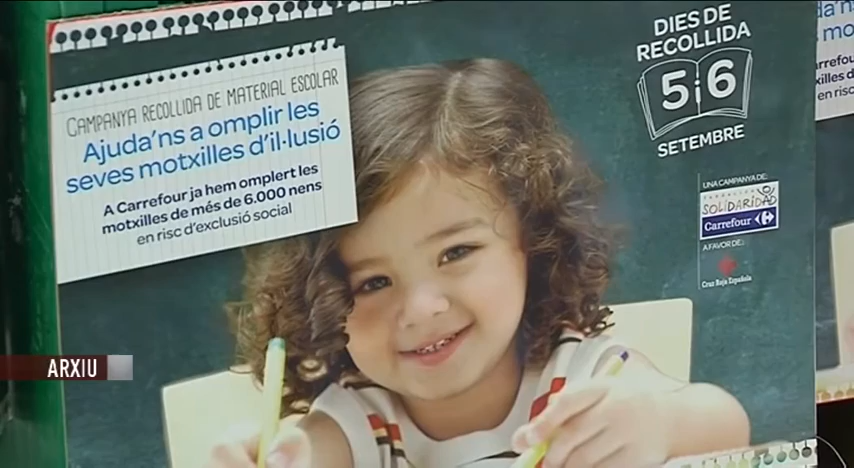 CAMPANYA RECOLLIDA DE MATERIAL ESCOLAR
Ajuda'ns a omplir les
seves motxilles d'il·lusió
A Carrefour ja hem omplert les
motxilles de més de 6.000 nens
en risc d'exclusió social
DIES DE
RECOLLIDA
5 i 6
SETEMBRE
UNA CAMPANYA DE:
FUNDACIÓN
SOLIDARIDAD
Carrefour
A FAVOR DE:
Cruz Roja Española
ARXIU